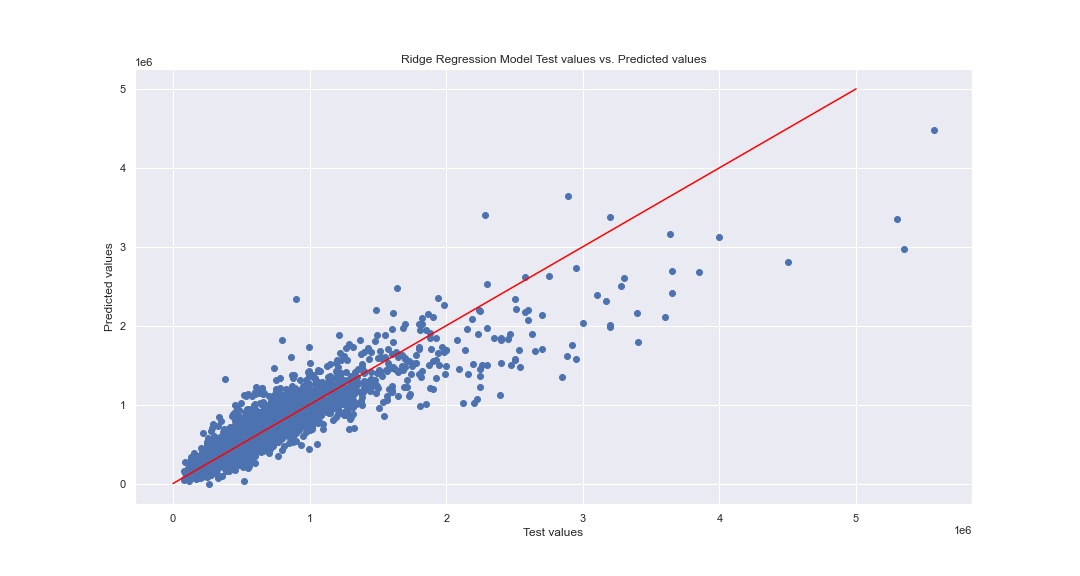 Ridge Regression Model Test values vs. Predicted values
1e6
5
4
3
2
1
0
Predicted values
0 1 2 3 4 5
Test values
1e6